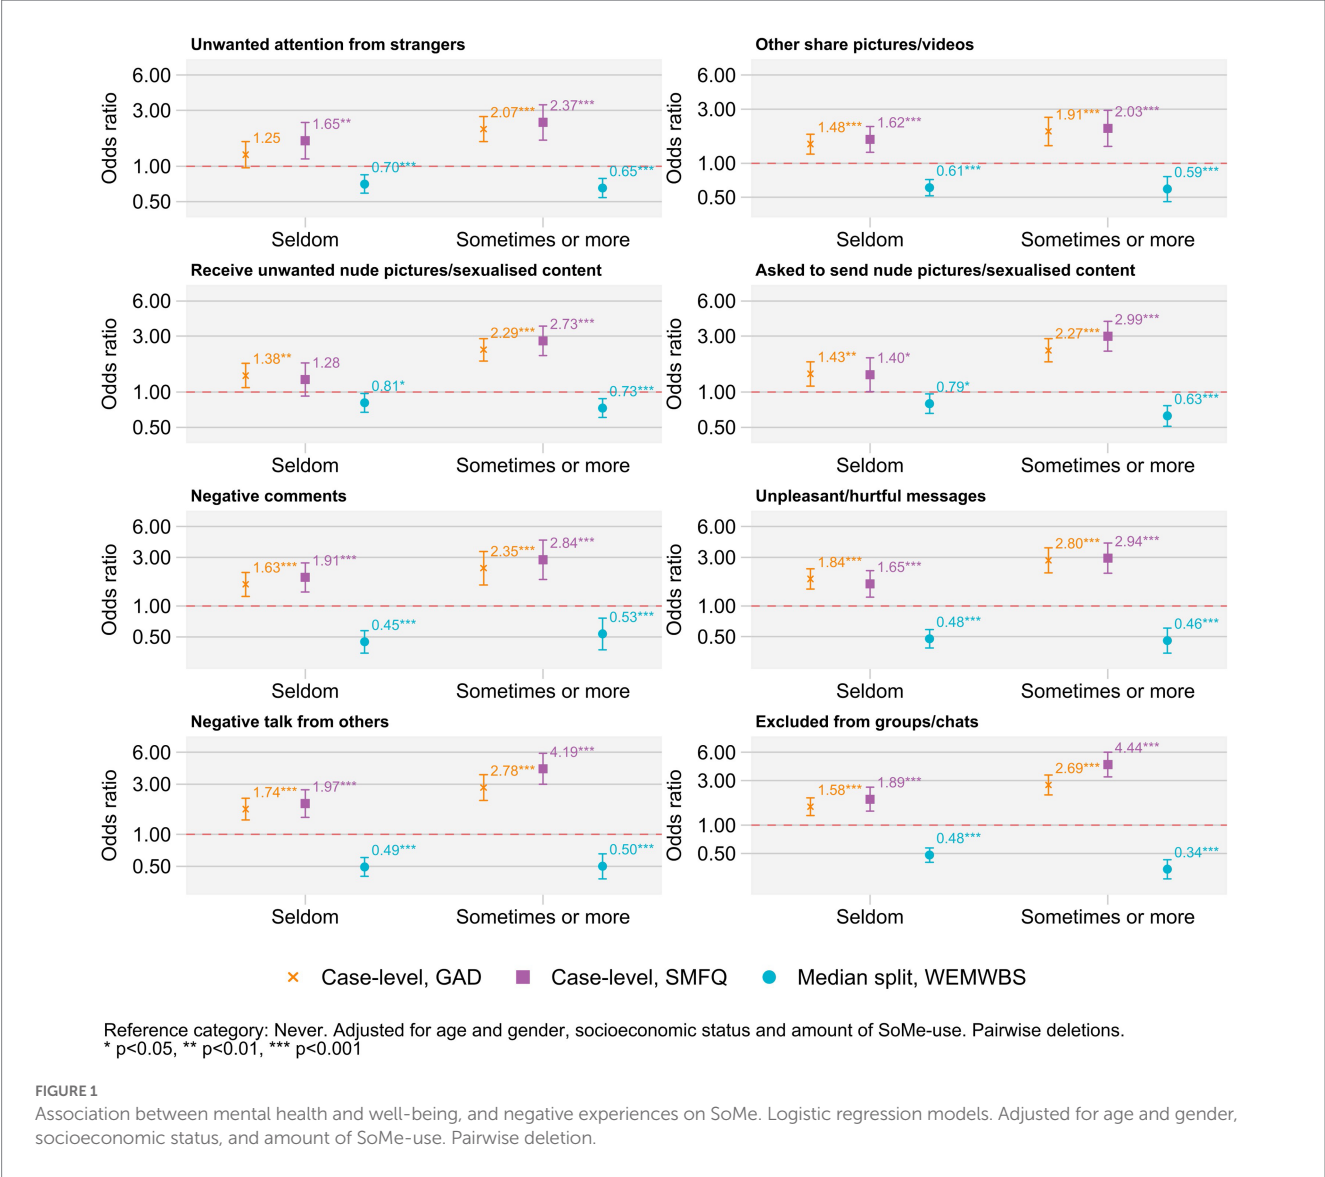 Unwanted attention from strangers
Odds ratio
6.00
3.00
1.00
0.50
1.25
1.65**
0.70***
2.07***
2.37***
0.65***
Seldom
Sometimes or more
Other share pictures/videos
Odds ratio
6.00
3.00
1.00
0.50
1.48***
1.62***
0.61***
1.91***
2.03***
0.59***
Seldom
Sometimes or more
Receive unwanted nude pictures/sexualised content
Odds ratio
6.00
3.00
1.00
0.50
1.38**
1.28
0.81*
2.29***
2.73***
0.73***
Seldom
Sometimes or more
Asked to send nude pictures/sexualised content
Odds ratio
6.00
3.00
1.00
0.50
1.43**
1.40*
0.79*
2.27***
2.99***
0.63***
Seldom
Sometimes or more
Negative comments
Odds ratio
6.00
3.00
1.00
0.50
1.63***
1.91***
0.45***
2.35***
2.84***
0.53***
Seldom
Sometimes or more
Unpleasant/hurtful messages
Odds ratio
6.00
3.00
1.00
0.50
1.84***
1.65***
0.48***
2.80***
2.94***
0.46***
Seldom
Sometimes or more
Negative talk from others
Odds ratio
6.00
3.00
1.00
0.50
1.74***
1.97***
0.49***
2.78***
4.19***
0.50***
Seldom
Sometimes or more
Excluded from groups/chats
Odds ratio
6.00
3.00
1.00
0.50
1.58***
1.89***
0.48***
2.69***
4.44***
0.34***
Seldom
Sometimes or more
Case-level, GAD
Case-level, SMFQ
Median split, WEMWBS
Reference category: Never. Adjusted for age and gender, socioeconomic status and amount of SoMe-use. Pairwise deletions.
* p<0.05, ** p<0.01, *** p<0.001
FIGURE 1
Association between mental health and well-being, and negative experiences on SoMe. Logistic regression models. Adjusted for age and gender,
socioeconomic status, and amount of SoMe-use. Pairwise deletion.